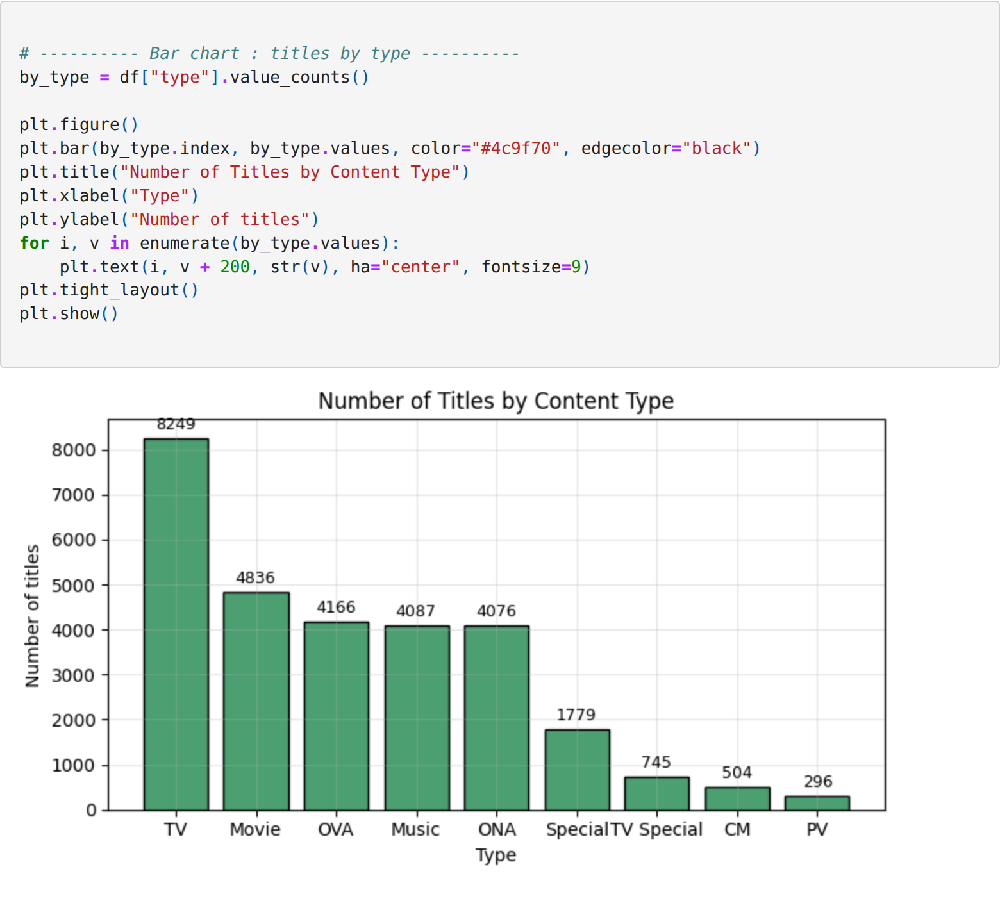 # ---------- Bar chart : titles by type ----------
by_type = df["type"].value_counts()
plt.figure()
plt.bar(by_type.index, by_type.values, color="#4c9f70", edgecolor="black")
plt.title("Number of Titles by Content Type")
plt.xlabel("Type")
plt.ylabel("Number of titles")
for i, v in enumerate(by_type.values):
    plt.text(i, v + 200, str(v), ha="center", fontsize=9)
plt.tight_layout()
plt.show()
Number of Titles by Content Type
8249
8000
7000
6000
5000
4000
3000
2000
1000
0
Number of titles
4836
4166
4087
4076
1779
745
504
296
TV Movie OVA Music ONA Special TV Special CM PV
Type